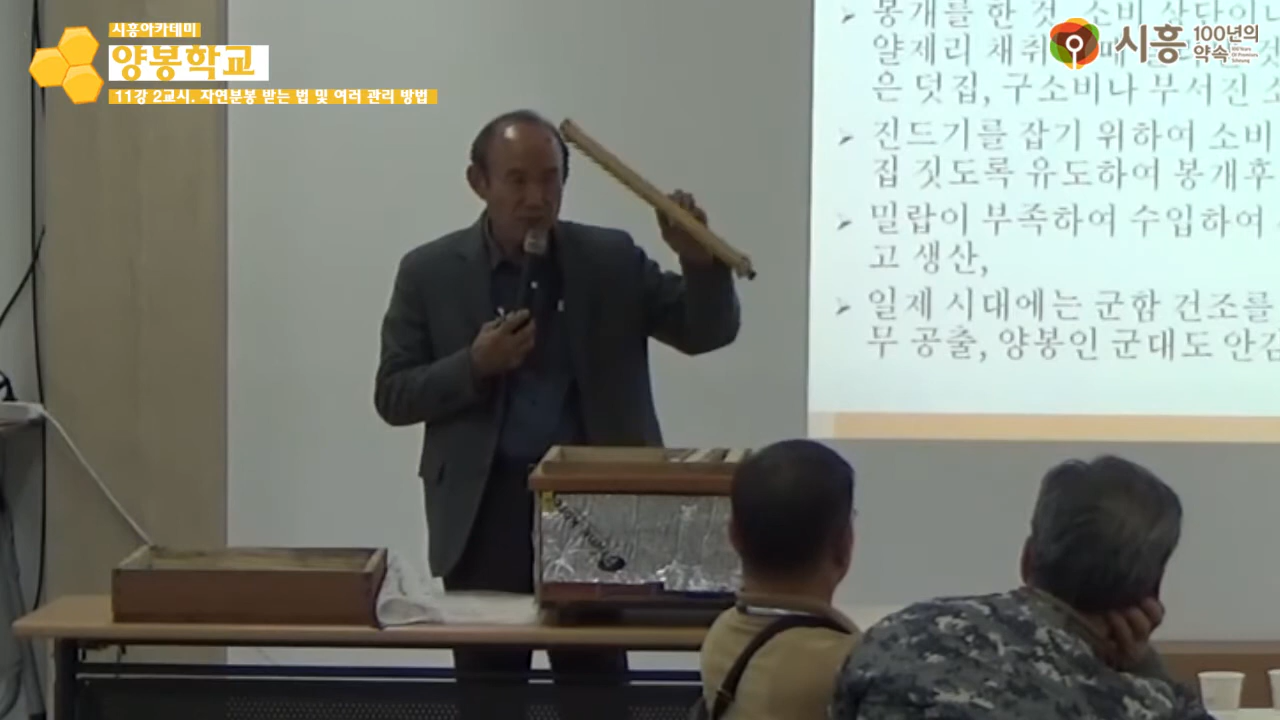 시흥아카데미
양봉학교
11강 2교시. 자연분봉 받는 법 및 여러 관리 방법
시흥 100년의 약속
봉개를 한 것, 소비 상단이나
얄제리 채취
은 덧집, 구소비나 부서진
진드기를 잡기 위하여 소비
집 짓도록 유도하여 봉개후
밀랍이 부족하여 수입하여
고 생산,
일제 시대에는 군함 건조를
무 공출, 양봉인 군대도 안